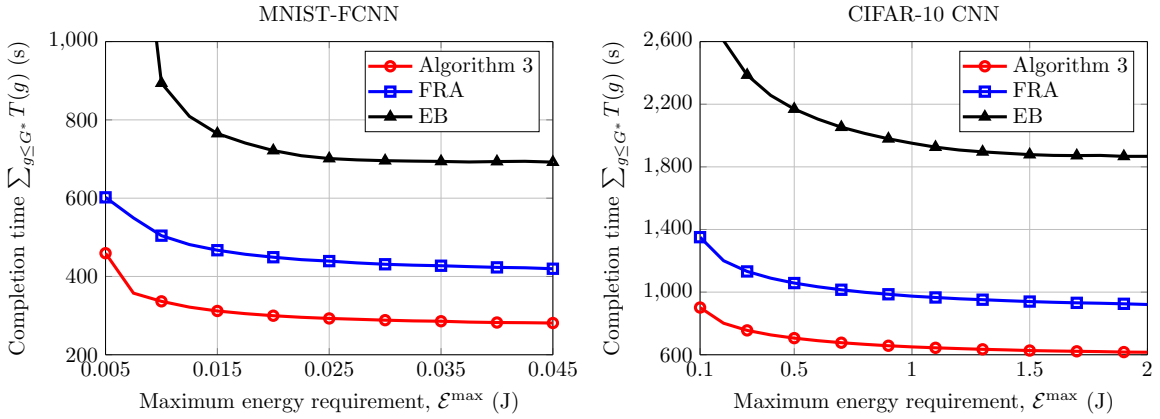 MNIST-FCNN
Completion time ∑_{g≤G*} T(g) (s)
1,000
800
600
400
200
0.005
0.015
0.025
0.035
0.045
Maximum energy requirement, ℰ^max (J)
Algorithm 3
FRA
EB
CIFAR-10 CNN
Completion time ∑_{g≤G*} T(g) (s)
2,600
2,200
1,800
1,400
1,000
600
0.1
0.5
1
1.5
2
Maximum energy requirement, ℰ^max (J)
Algorithm 3
FRA
EB